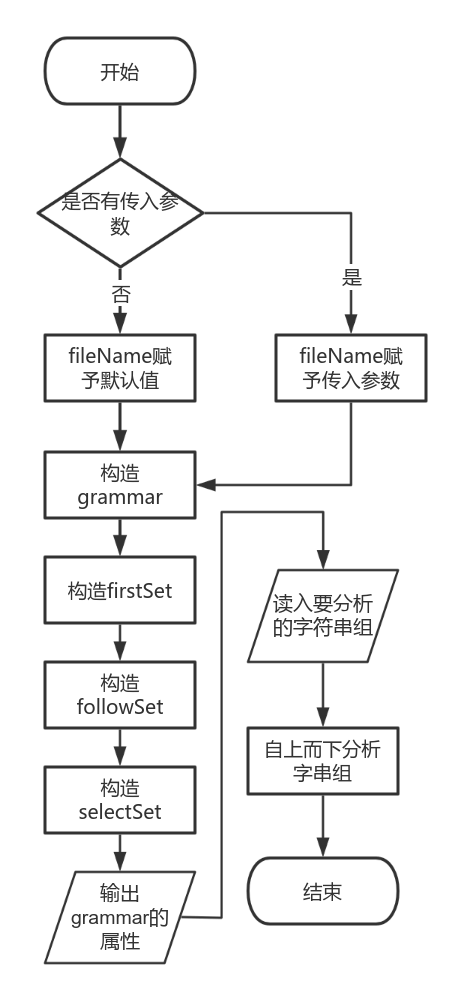 开始
是否有传入参
数
否
是
fileName赋
予默认值
fileName赋
予传入参数
构造
grammar
构造firstSet
构造
followSet
构造
selectSet
输出
grammar的
属性
读入要分析
的字符串组
自上而下分析
字串组
结束